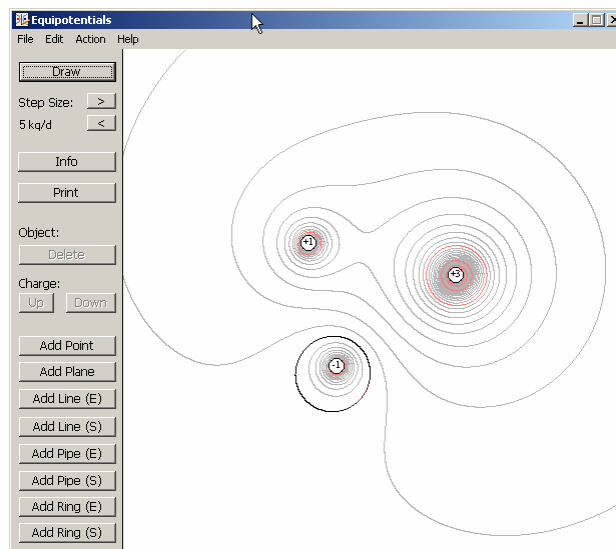 Equipotentials
File Edit Action Help
Draw
Step Size: >
5 kq/d <
Info
Print
Object:
Delete
Charge:
Up Down
Add Point
Add Plane
Add Line (E)
Add Line (S)
Add Pipe (E)
Add Pipe (S)
Add Ring (E)
Add Ring (S)
+1
+3
-1